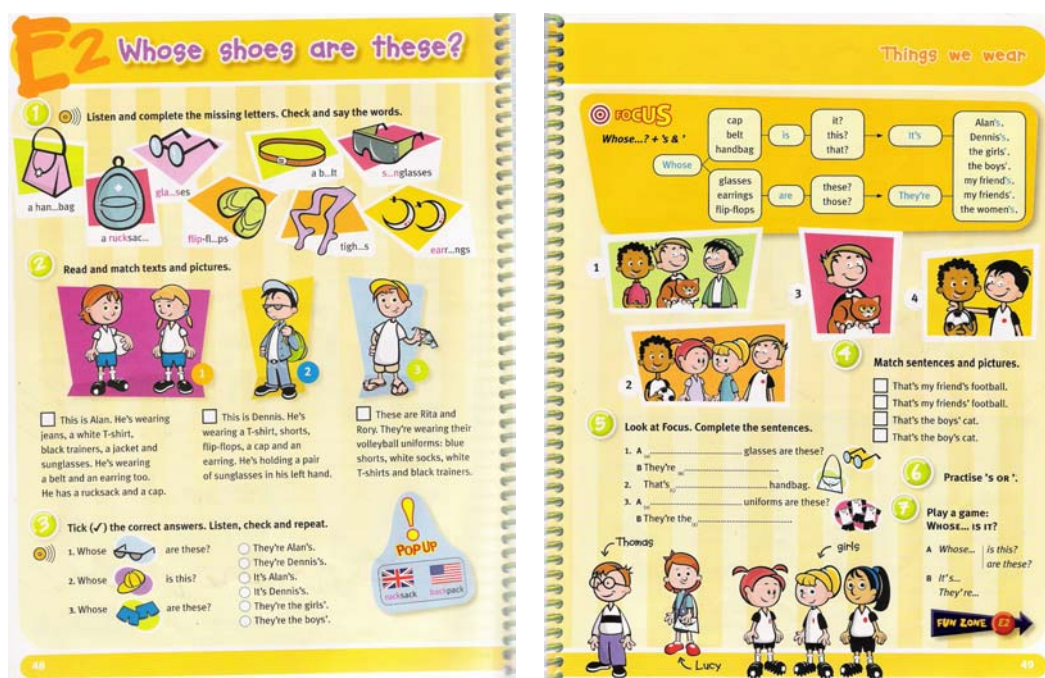 E2 Whose shoes are these?
1 Listen and complete the missing letters. Check and say the words.
a han...bag
a rucksac...
gla...ses
flip-fl...ps
a b...lt
tigh...s
s...nglasses
ear...ngs
2 Read and match texts and pictures.
1
2
3
This is Alan. He's wearing
jeans, a white T-shirt,
black trainers, a jacket and
sunglasses. He's wearing
a belt and an earring too.
He has a rucksack and a cap.
This is Dennis. He's
wearing a T-shirt, shorts,
flip-flops, a cap and an
earring. He's holding a pair
of sunglasses in his left hand.
These are Rita and
Rory. They're wearing their
volleyball uniforms: blue
shorts, white socks, white
T-shirts and black trainers.
3 Tick (✓) the correct answers. Listen, check and repeat.
1. Whose are these?
2. Whose is this?
3. Whose are these?
They're Alan's.
They're Dennis's.
It's Alan's.
It's Dennis's.
They're the girls'.
They're the boys'.
!
POP UP
rucksack backpack
48
Things we wear
FOCUS
Whose...? + 's & '
Whose
cap
belt
handbag
is
it?
this?
that?
It's
glasses
earrings
flip-flops
are
these?
those?
They're
Alan's.
Dennis's.
the girls'.
the boys'.
my friend's.
my friends'.
the women's.
1
2
3
4
4 Match sentences and pictures.
That's my friend's football.
That's my friends' football.
That's the boys' cat.
That's the boy's cat.
5 Look at Focus. Complete the sentences.
1. A (a) glasses are these?
B They're (b)
2. That's (c) handbag.
3. A (d) uniforms are these?
B They're the (e)
6 Practise 's OR '.
7 Play a game:
WHOSE... IS IT?
A Whose... is this?
are these?
B It's...
They're...
FUN ZONE E2
Thomas
Lucy
girls
49